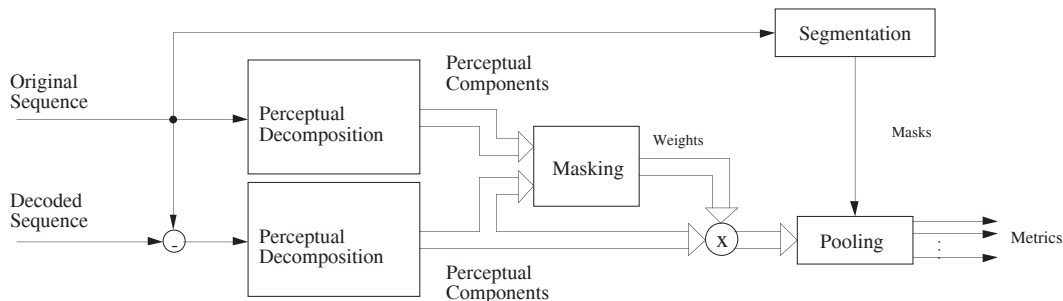 Segmentation
Original
Sequence
Perceptual
Components
Perceptual
Decomposition
Masking
Weights
Masks
Decoded
Sequence
-
Perceptual
Decomposition
X
Pooling
Metrics
Perceptual
Components